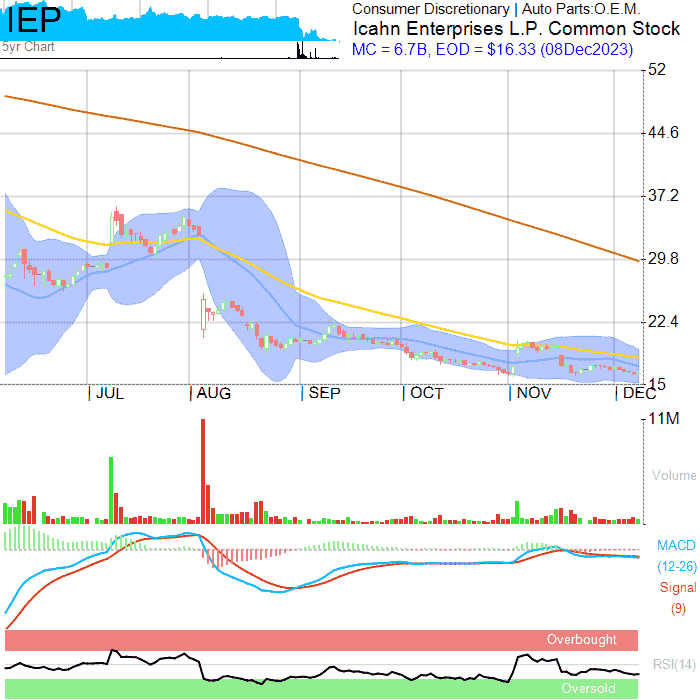 IEP
5yr Chart
Consumer Discretionary | Auto Parts:O.E.M.
Icahn Enterprises L.P. Common Stock
MC = 6.7B, EOD = $16.33 (08Dec2023)
52
44.6
37.2
29.8
22.4
15
JUL AUG SEP OCT NOV DEC
11M
Volume
MACD
(12-26)
Signal
(9)
Overbought
RSI(14)
Oversold